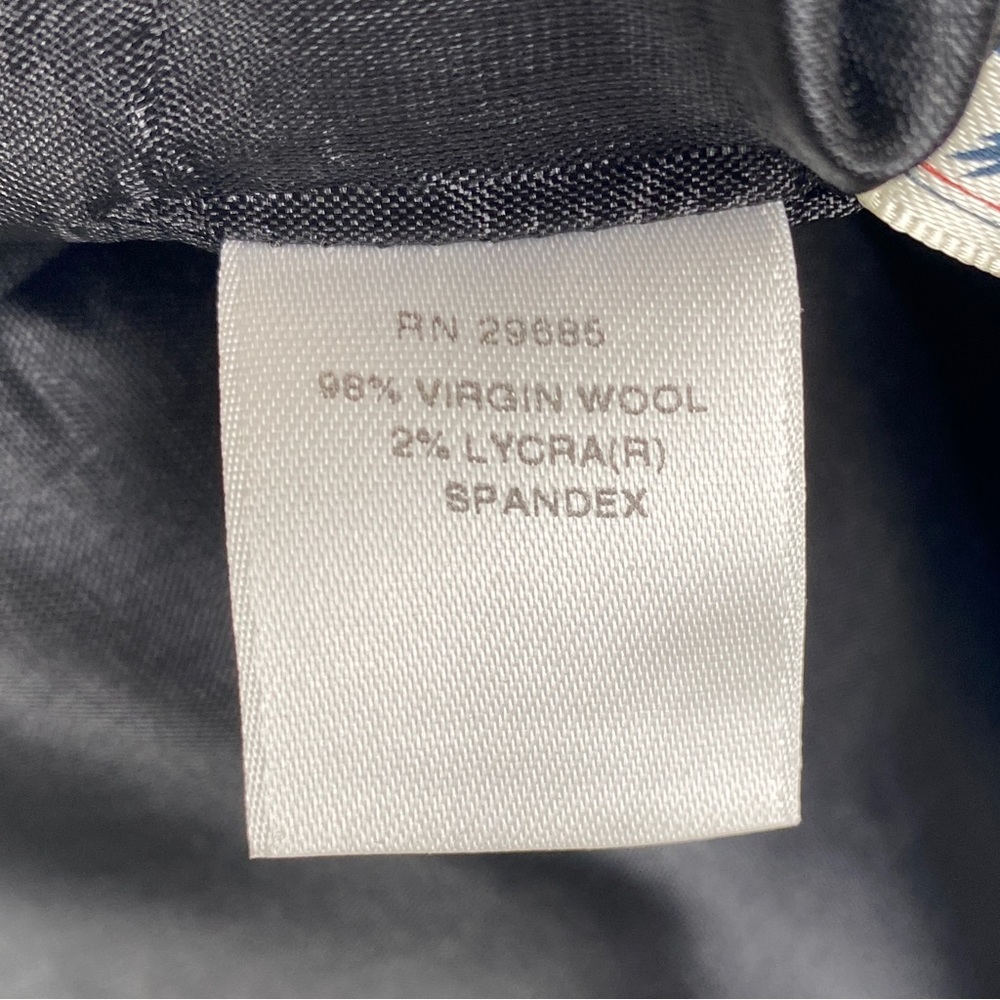 RN 29685
98% VIRGIN WOOL
2% LYCRA(R)
SPANDEX